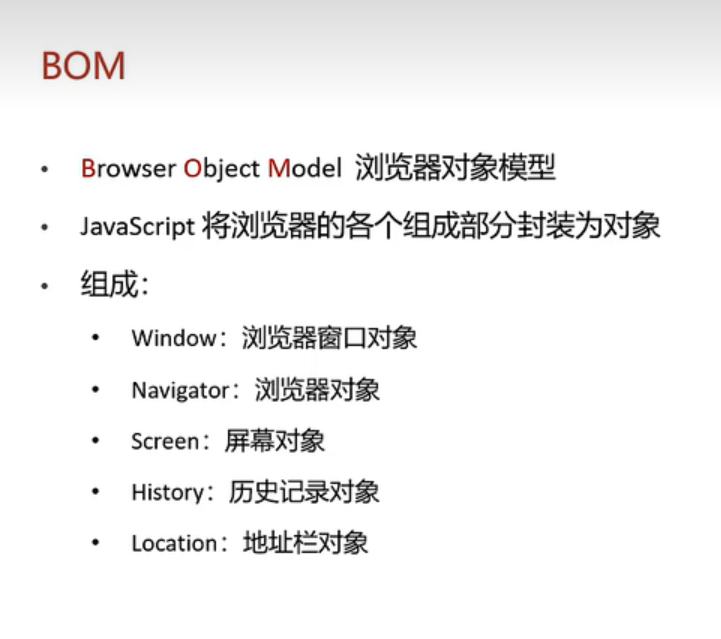 BOM
• Browser Object Model 浏览器对象模型
• JavaScript 将浏览器的各个组成部分封装为对象
• 组成：
• Window：浏览器窗口对象
• Navigator：浏览器对象
• Screen：屏幕对象
• History：历史记录对象
• Location：地址栏对象